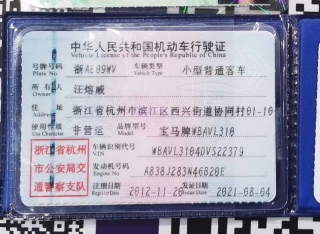 中华人民共和国机动车行驶证
Vehicle License of the People's Republic of China
号牌号码 浙AE89WV 车辆类型 小型普通客车
Plate No. Vehicle Type
所有人 汪熔威
Owner
住址 浙江省杭州市滨江区西兴街道协同村01-10
Address
使用性质 非营运 品牌型号 宝马牌WBAVL310
Use Character Model
浙江省杭州
市公安局交
通警察支队
车辆识别代号 WBAVL3104DVS22379
VIN
发动机号码 A838J283N46B20E
Engine No.
注册日期 2012-11-20 发证日期 2021-08-04
Register Date Issue Date